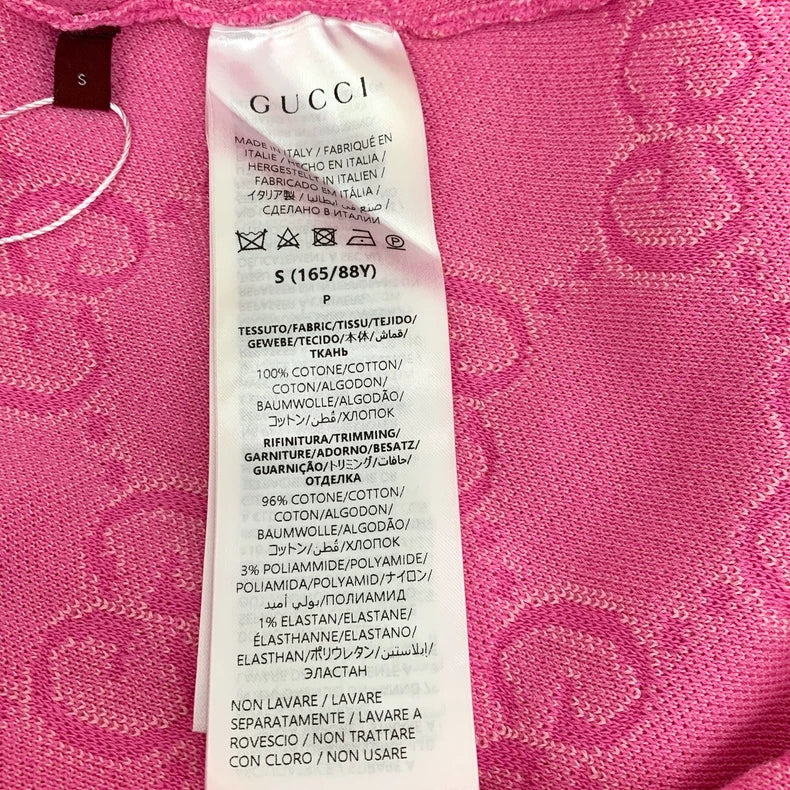 S
GUCCI
MADE IN ITALY / FABRIQUÉ EN
ITALIE / HECHO EN ITALIA /
HERGESTELLT IN ITALIEN /
FABRICADO EM ITÁLIA /
イタリア製 / صنع في ايطاليا /
СДЕЛАНО В ИТАЛИИ
S (165/88Y)
P
TESSUTO/FABRIC/TISSU/TEJIDO/
GEWEBE/TECIDO/本体/قماش/
ТКАНЬ
100% COTONE/COTTON/
COTON/ALGODON/
BAUMWOLLE/ALGODÃO/
コットン/قُطن/ХЛОПОК
RIFINITURA/TRIMMING/
GARNITURE/ADORNO/BESATZ/
GUARNIÇÃO/トリミング/حافات/
ОТДЕЛКА
96% COTONE/COTTON/
COTON/ALGODON/
BAUMWOLLE/ALGODÃO/
コットン/قُطن/ХЛОПОК
3% POLIAMMIDE/POLYAMIDE/
POLIAMIDA/POLYAMID/ナイロン/
بولي أميد/ПОЛИАМИД
1% ELASTAN/ELASTANE/
ÉLASTHANNE/ELASTANO/
ELASTHAN/ポリウレタン/إيلاستين/
ЭЛАСТАН
NON LAVARE / LAVARE
SEPARATAMENTE / LAVARE A
ROVESCIO / NON TRATTARE
CON CLORO / NON USARE